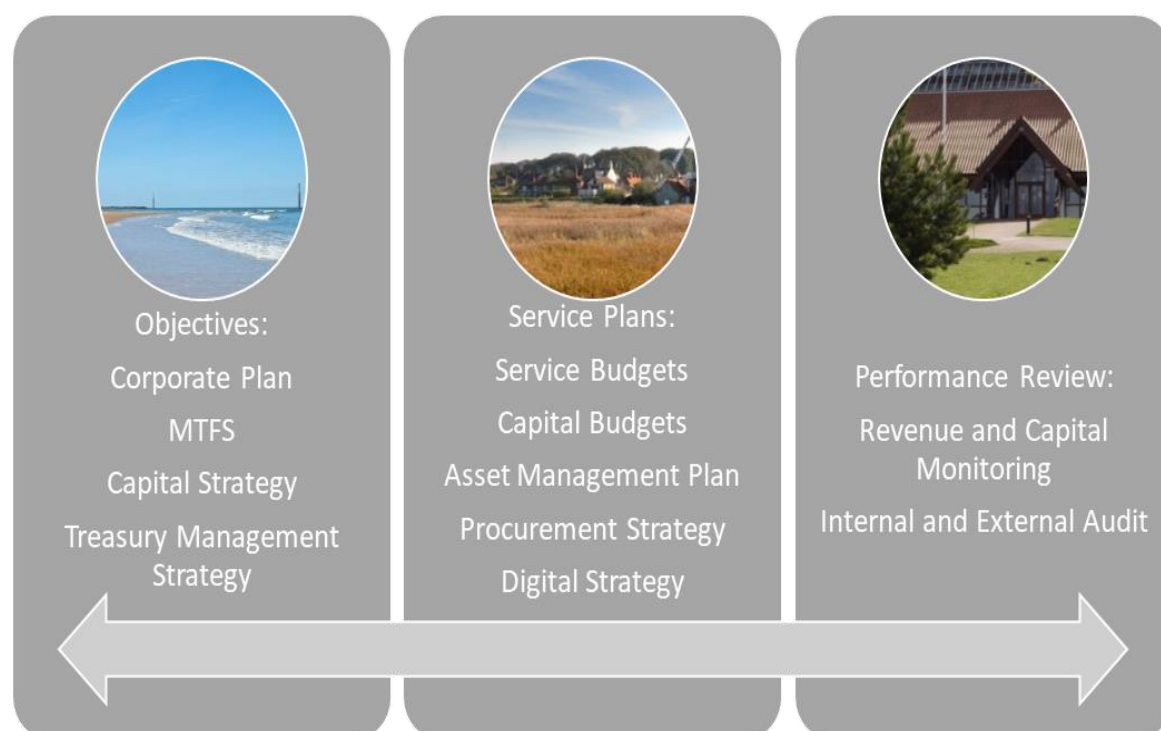 Objectives:
Corporate Plan
MTFS
Capital Strategy
Treasury Management
Strategy
Service Plans:
Service Budgets
Capital Budgets
Asset Management Plan
Procurement Strategy
Digital Strategy
Performance Review:
Revenue and Capital
Monitoring
Internal and External Audit